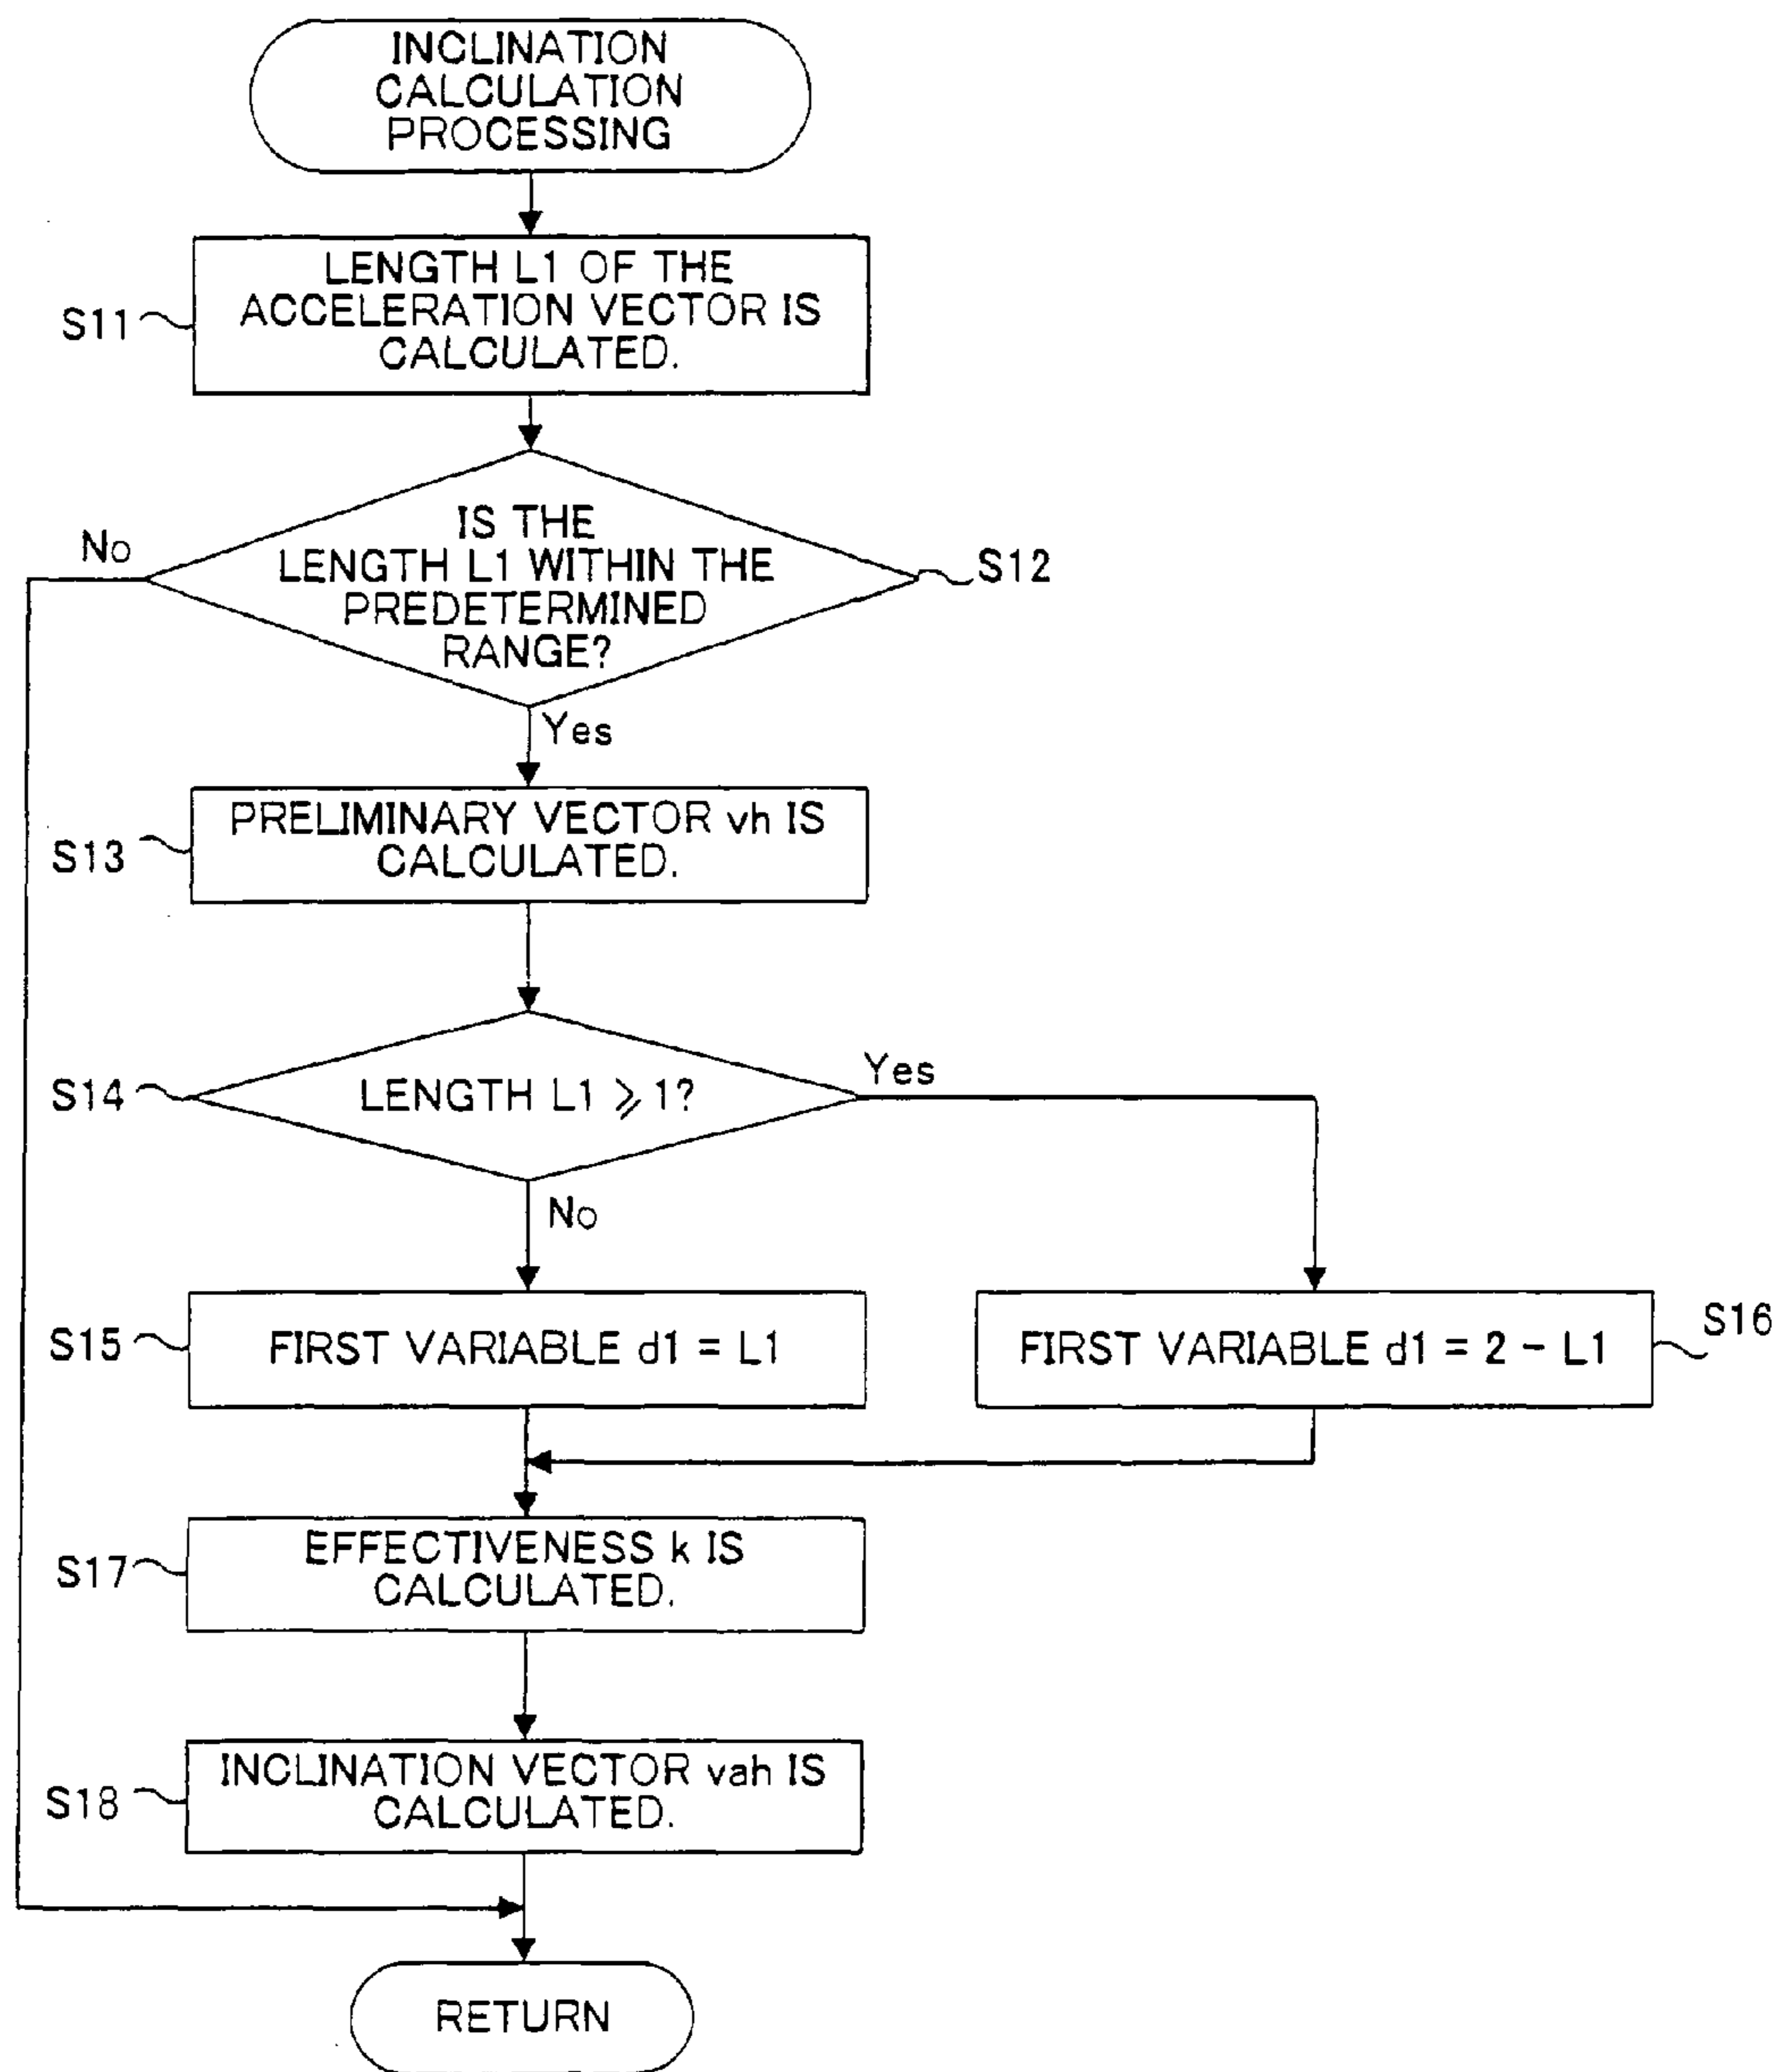 INCLINATION
CALCULATION
PROCESSING
S11
LENGTH L1 OF THE
ACCELERATION VECTOR IS
CALCULATED.
No
IS THE
LENGTH L1 WITHIN THE
PREDETERMINED
RANGE?
S12
Yes
S13
PRELIMINARY VECTOR vh IS
CALCULATED.
S14
LENGTH L1 ⩾ 1?
Yes
No
S15
FIRST VARIABLE d1 = L1
FIRST VARIABLE d1 = 2 - L1
S16
S17
EFFECTIVENESS k IS
CALCULATED.
S18
INCLINATION VECTOR vah IS
CALCULATED.
RETURN